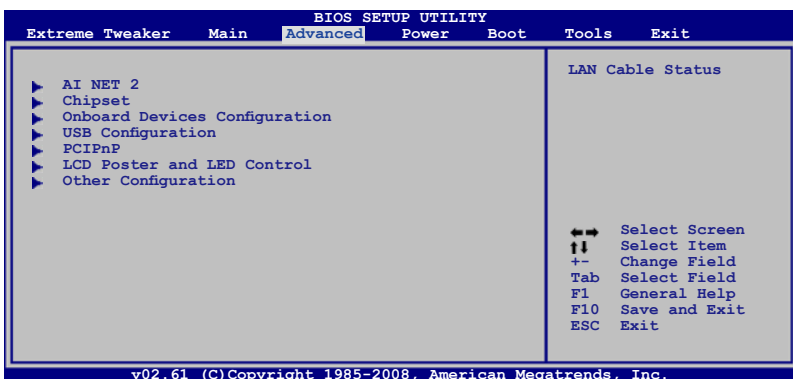 BIOS SETUP UTILITY
Extreme Tweaker Main Advanced Power Boot Tools Exit
AI NET 2
Chipset
Onboard Devices Configuration
USB Configuration
PCIPnP
LCD Poster and LED Control
Other Configuration
LAN Cable Status
Select Screen
Select Item
+- Change Field
Tab Select Field
F1 General Help
F10 Save and Exit
ESC Exit
v02.61 (C)Copyright 1985-2008, American Megatrends, Inc.